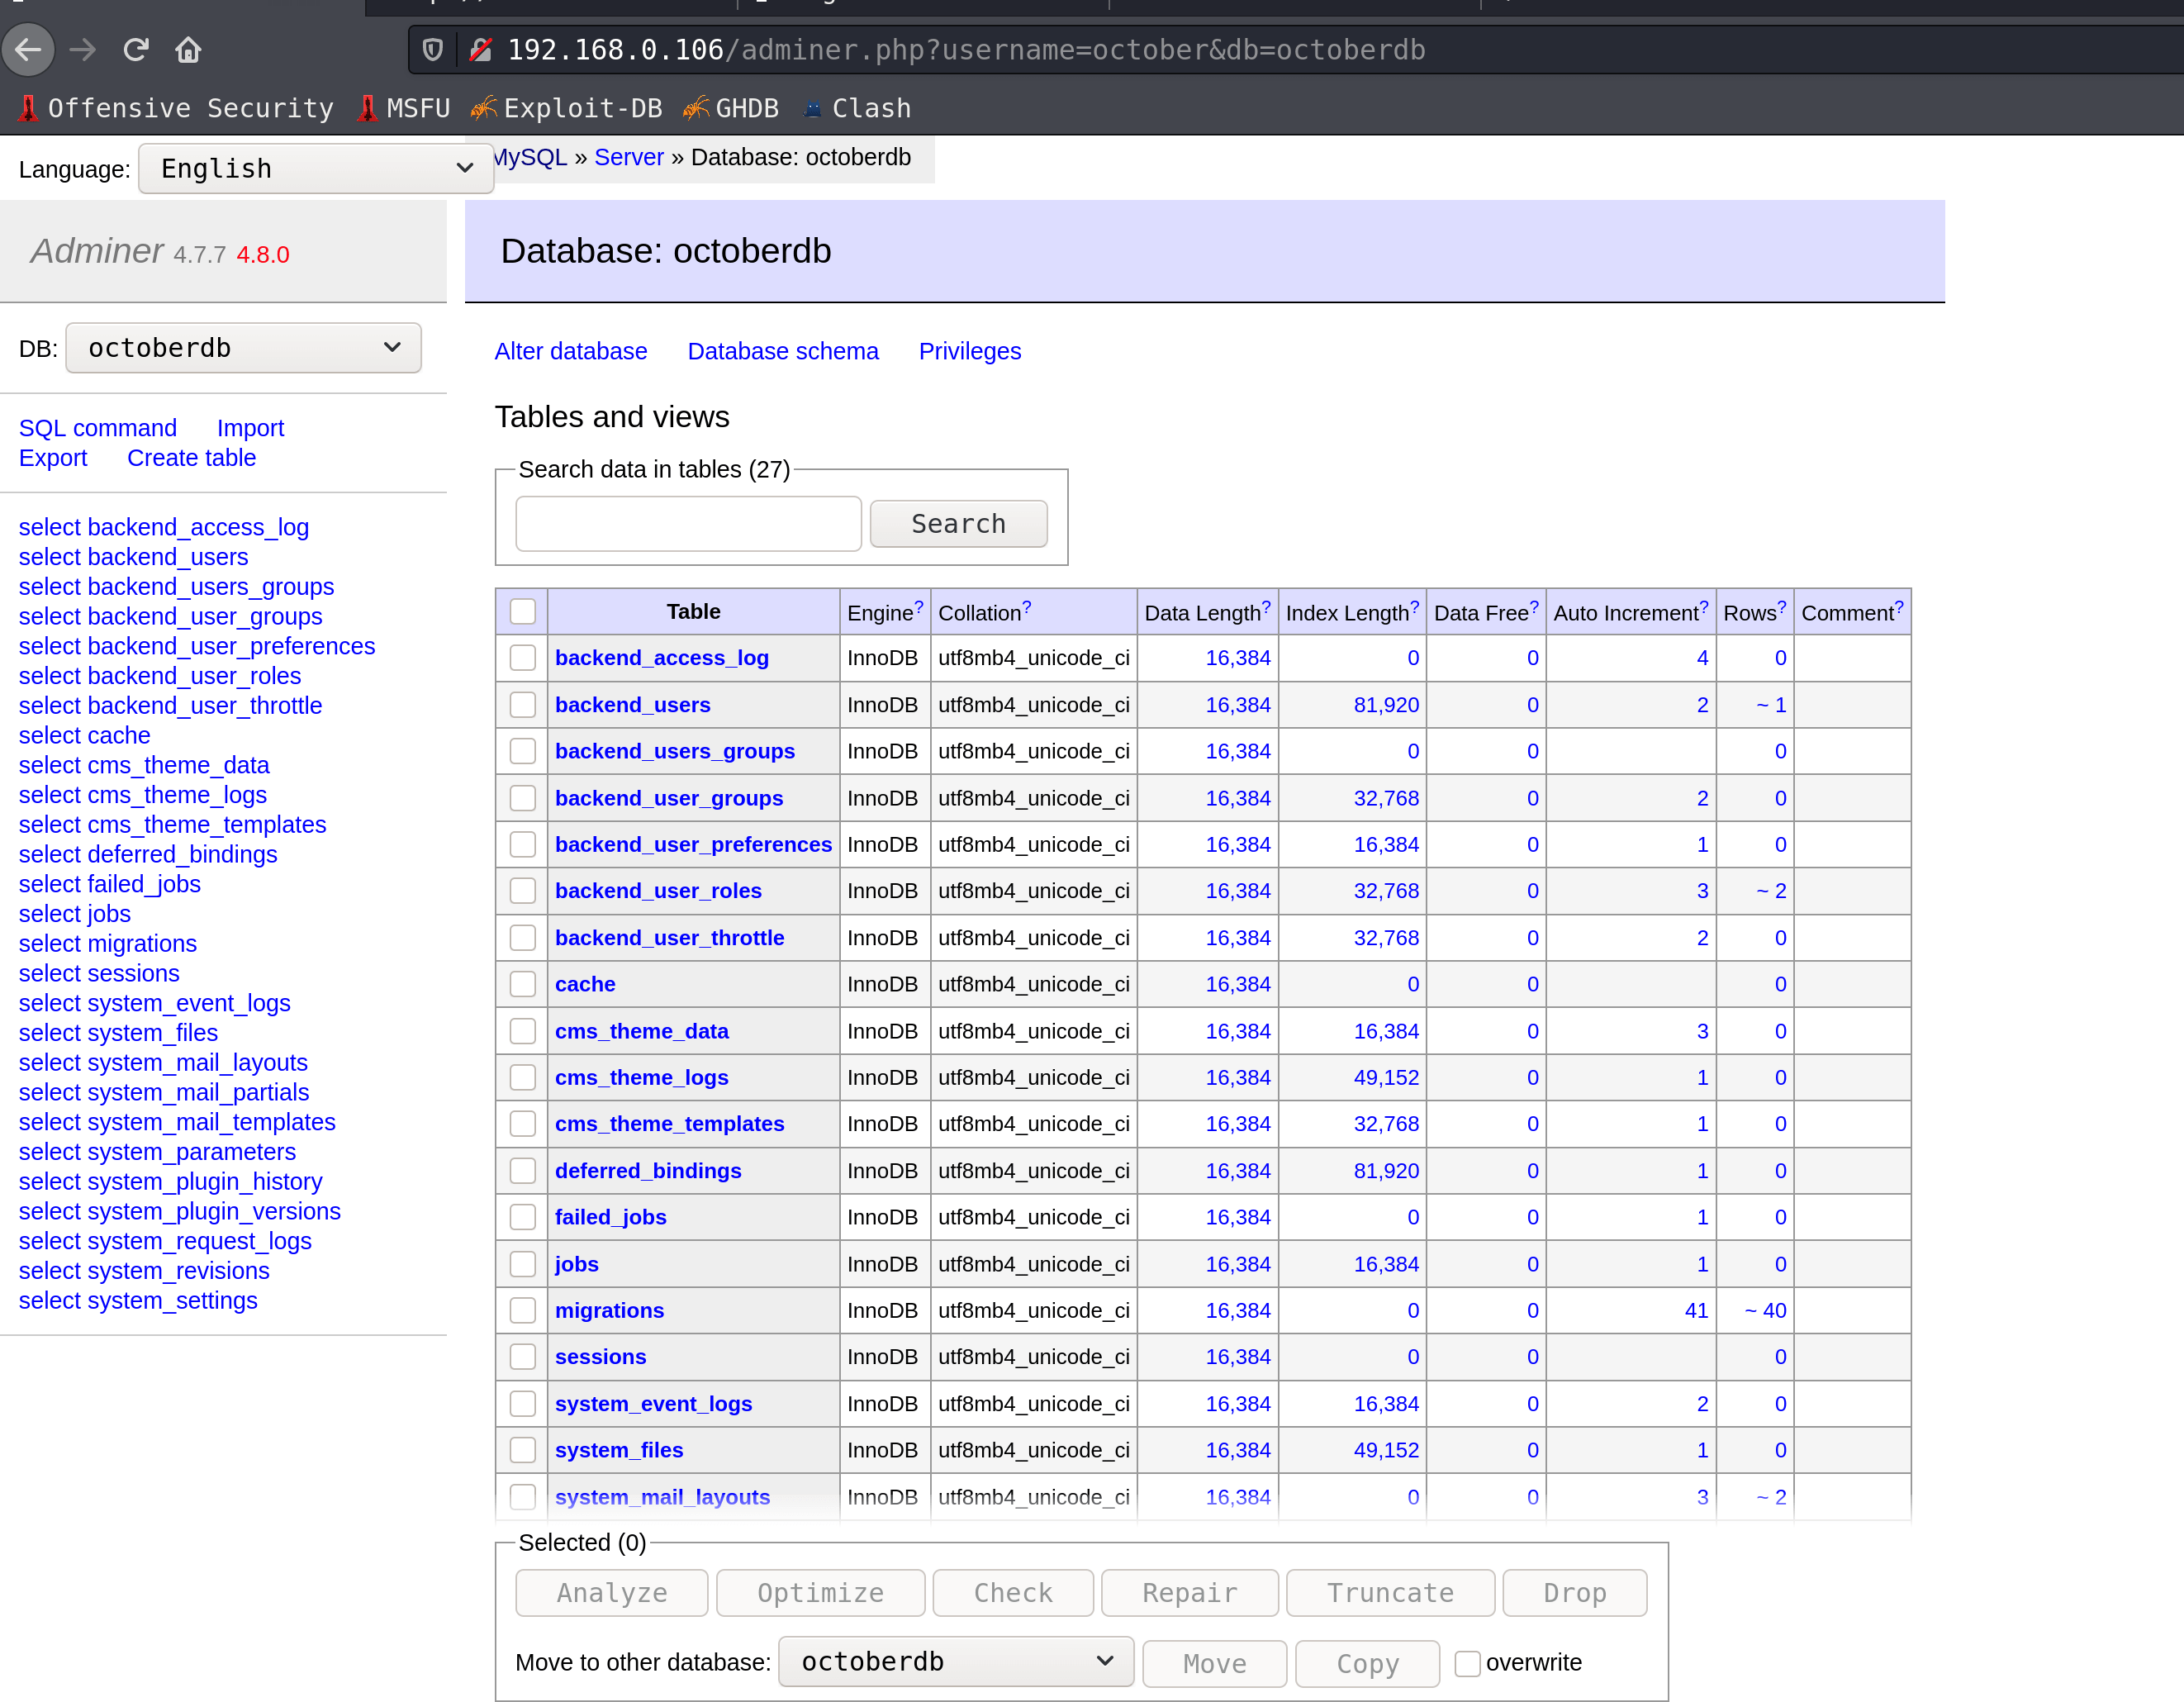 192.168.0.106/adminer.php?username=october&db=octoberdb
Offensive Security MSFU Exploit-DB GHDB Clash
Language: English
MySQL » Server » Database: octoberdb
Adminer 4.7.7 4.8.0
Database: octoberdb
DB: octoberdb
Alter database Database schema Privileges
SQL command Import
Export Create table
Tables and views
Search data in tables (27)
Search
select backend_access_log
select backend_users
select backend_users_groups
select backend_user_groups
select backend_user_preferences
select backend_user_roles
select backend_user_throttle
select cache
select cms_theme_data
select cms_theme_logs
select cms_theme_templates
select deferred_bindings
select failed_jobs
select jobs
select migrations
select sessions
select system_event_logs
select system_files
select system_mail_layouts
select system_mail_partials
select system_mail_templates
select system_parameters
select system_plugin_history
select system_plugin_versions
select system_request_logs
select system_revisions
select system_settings
Table Engine? Collation? Data Length? Index Length? Data Free? Auto Increment? Rows? Comment?
backend_access_log InnoDB utf8mb4_unicode_ci 16,384 0 0 4 0
backend_users InnoDB utf8mb4_unicode_ci 16,384 81,920 0 2 ~ 1
backend_users_groups InnoDB utf8mb4_unicode_ci 16,384 0 0 0
backend_user_groups InnoDB utf8mb4_unicode_ci 16,384 32,768 0 2 0
backend_user_preferences InnoDB utf8mb4_unicode_ci 16,384 16,384 0 1 0
backend_user_roles InnoDB utf8mb4_unicode_ci 16,384 32,768 0 3 ~ 2
backend_user_throttle InnoDB utf8mb4_unicode_ci 16,384 32,768 0 2 0
cache InnoDB utf8mb4_unicode_ci 16,384 0 0 0
cms_theme_data InnoDB utf8mb4_unicode_ci 16,384 16,384 0 3 0
cms_theme_logs InnoDB utf8mb4_unicode_ci 16,384 49,152 0 1 0
cms_theme_templates InnoDB utf8mb4_unicode_ci 16,384 32,768 0 1 0
deferred_bindings InnoDB utf8mb4_unicode_ci 16,384 81,920 0 1 0
failed_jobs InnoDB utf8mb4_unicode_ci 16,384 0 0 1 0
jobs InnoDB utf8mb4_unicode_ci 16,384 16,384 0 1 0
migrations InnoDB utf8mb4_unicode_ci 16,384 0 0 41 ~ 40
sessions InnoDB utf8mb4_unicode_ci 16,384 0 0 0
system_event_logs InnoDB utf8mb4_unicode_ci 16,384 16,384 0 2 0
system_files InnoDB utf8mb4_unicode_ci 16,384 49,152 0 1 0
system_mail_layouts InnoDB utf8mb4_unicode_ci 16,384 0 0 3 ~ 2
Selected (0)
Analyze Optimize Check Repair Truncate Drop
Move to other database: octoberdb Move Copy overwrite